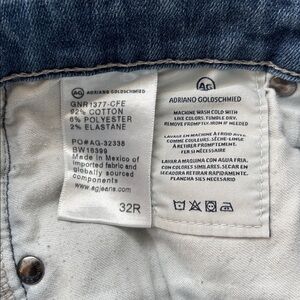 AG ADRIANO GOLDSCHMIED
GNR1377-CFE
92% COTTON
6% POLYESTER
2% ELASTANE
PO#AG-32338
BW18399
Made in Mexico of
imported fabric and
globally sourced
components
www.agjeans.com
32R
AG
ADRIANO GOLDSCHMIED
MACHINE WASH COLD WITH
LIKE COLORS. TUMBLE DRY.
REMOVE PROMPTLY. IRON IF NEEDED
LAVAGE EN MACHINE À FROID AVEC
COMME COULEURS. SÈCHE-LINGE.
À RETIRER PROMPTEMENT.
FER SI NÉCESSAIRE
LAVAR A MAQUINA CON AGUA FRIA,
CON COLORES SIMILARES. SECAR EN
SECADORA RETIRAR RAPIDAMENTE.
PLANCHA SIES NECESARIO